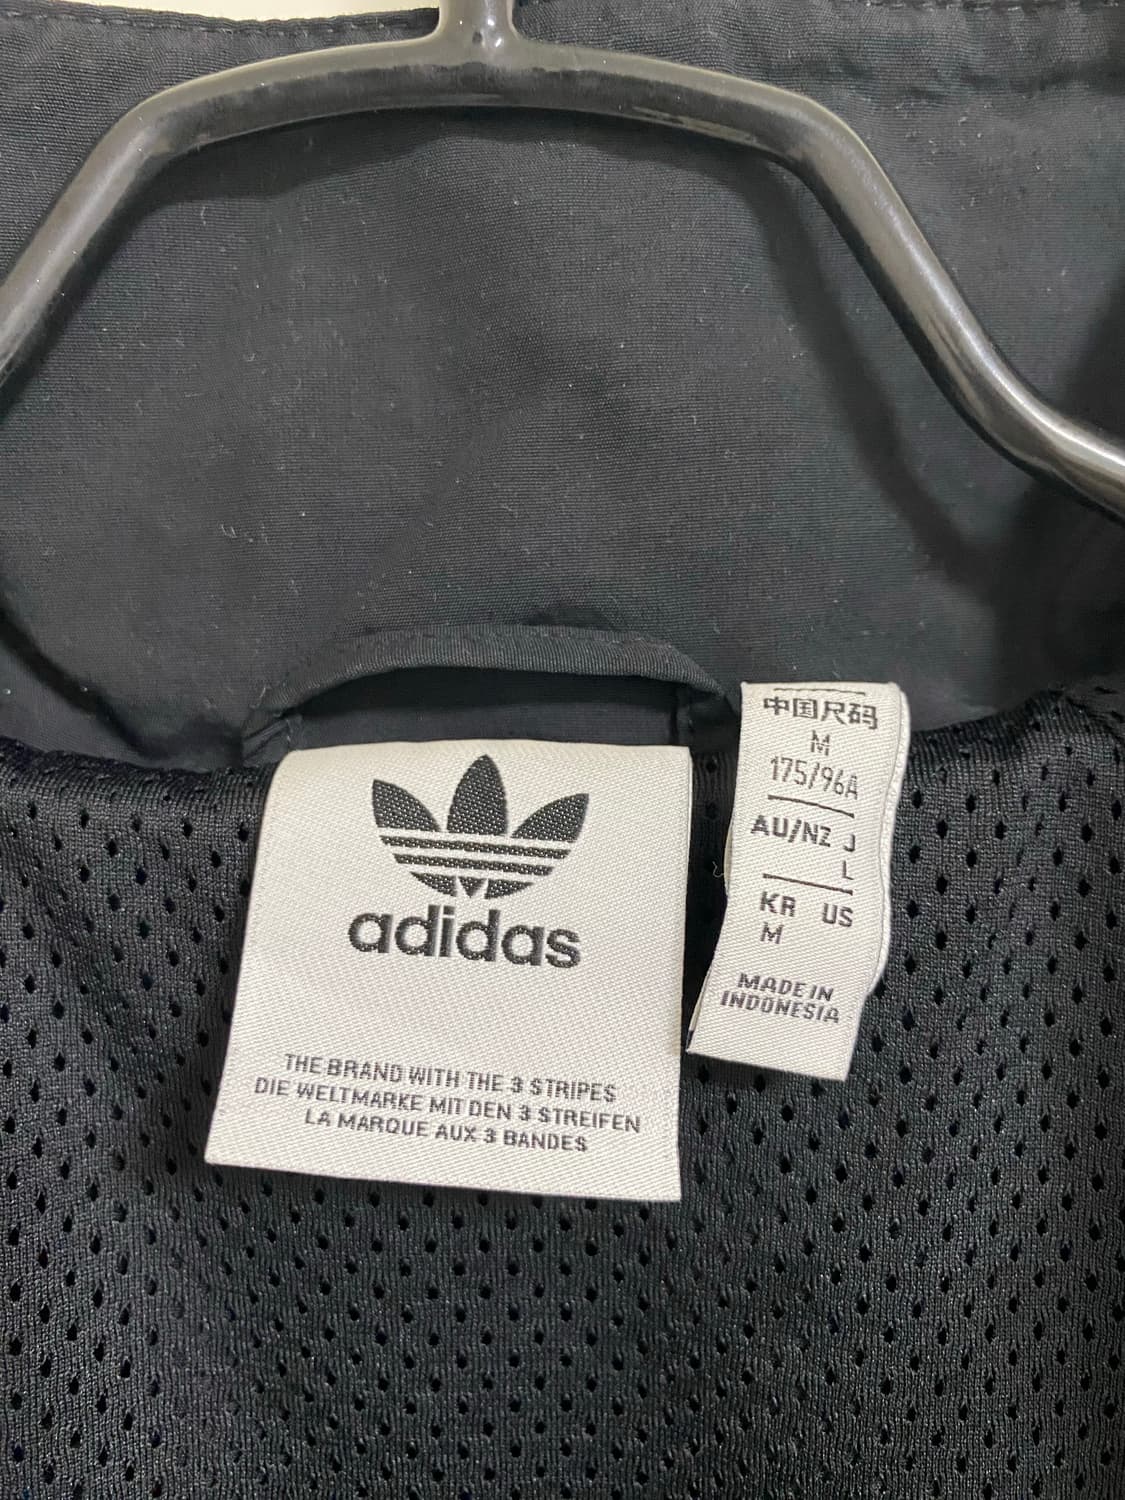 adidas
THE BRAND WITH THE 3 STRIPES
DIE WELTMARKE MIT DEN 3 STREIFEN
LA MARQUE AUX 3 BANDES
中国尺码
M
175/96A
AU/NZ J
L
KR US
M
MADE IN
INDONESIA